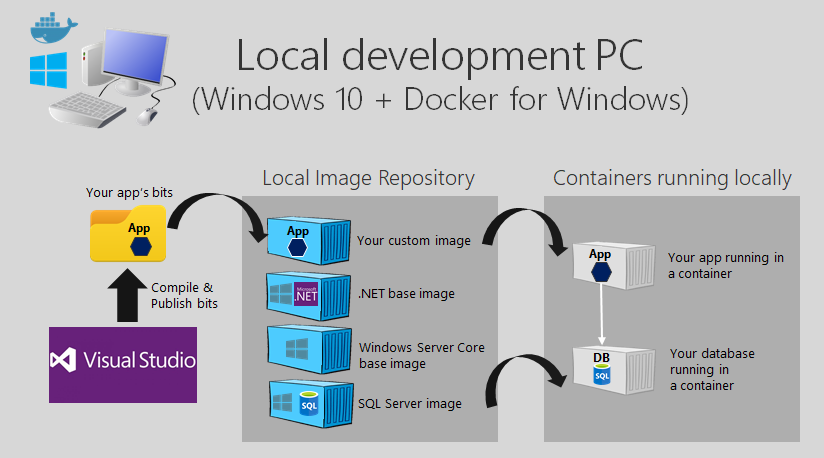 Local development PC
(Windows 10 + Docker for Windows)
Your app's bits
App
Compile &
Publish bits
Visual Studio
Local Image Repository
App
Your custom image
Microsoft
.NET
.NET base image
Windows Server Core
base image
SQL
SQL Server image
Containers running locally
App
Your app running in
a container
DB
SQL
Your database
running in
a container